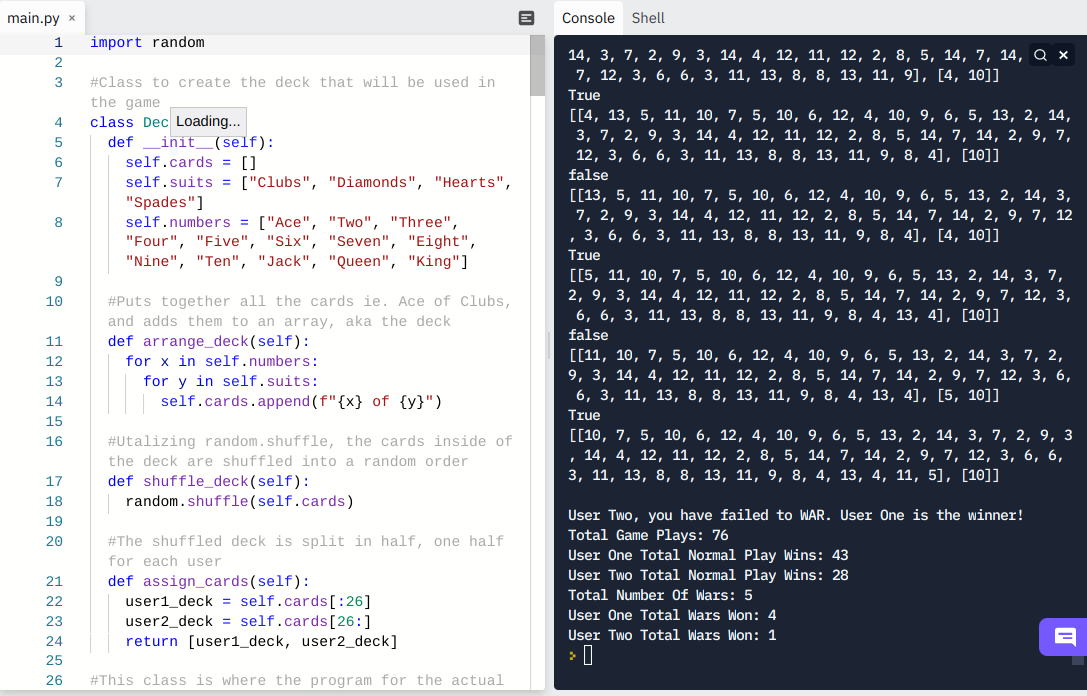 main.py ×
1 import random
2
3 #Class to create the deck that will be used in
the game
4 class Dec
Loading...
5 def __init__(self):
6 self.cards = []
7 self.suits = ["Clubs", "Diamonds", "Hearts",
"Spades"]
8 self.numbers = ["Ace", "Two", "Three",
"Four", "Five", "Six", "Seven", "Eight",
"Nine", "Ten", "Jack", "Queen", "King"]
9
10 #Puts together all the cards ie. Ace of Clubs,
and adds them to an array, aka the deck
11 def arrange_deck(self):
12 for x in self.numbers:
13 for y in self.suits:
14 self.cards.append(f"{x} of {y}")
15
16 #Utalizing random.shuffle, the cards inside of
the deck are shuffled into a random order
17 def shuffle_deck(self):
18 random.shuffle(self.cards)
19
20 #The shuffled deck is split in half, one half
for each user
21 def assign_cards(self):
22 user1_deck = self.cards[:26]
23 user2_deck = self.cards[26:]
24 return [user1_deck, user2_deck]
25
26 #This class is where the program for the actual
Console Shell
14, 3, 7, 2, 9, 3, 14, 4, 12, 11, 12, 2, 8, 5, 14, 7, 14,
7, 12, 3, 6, 6, 3, 11, 13, 8, 8, 13, 11, 9], [4, 10]]
True
[[4, 13, 5, 11, 10, 7, 5, 10, 6, 12, 4, 10, 9, 6, 5, 13, 2, 14,
3, 7, 2, 9, 3, 14, 4, 12, 11, 12, 2, 8, 5, 14, 7, 14, 2, 9, 7,
12, 3, 6, 6, 3, 11, 13, 8, 8, 13, 11, 9, 8, 4], [10]]
false
[[13, 5, 11, 10, 7, 5, 10, 6, 12, 4, 10, 9, 6, 5, 13, 2, 14, 3,
7, 2, 9, 3, 14, 4, 12, 11, 12, 2, 8, 5, 14, 7, 14, 2, 9, 7, 12
, 3, 6, 6, 3, 11, 13, 8, 8, 13, 11, 9, 8, 4], [4, 10]]
True
[[5, 11, 10, 7, 5, 10, 6, 12, 4, 10, 9, 6, 5, 13, 2, 14, 3, 7,
2, 9, 3, 14, 4, 12, 11, 12, 2, 8, 5, 14, 7, 14, 2, 9, 7, 12, 3,
6, 6, 3, 11, 13, 8, 8, 13, 11, 9, 8, 4, 13, 4], [10]]
false
[[11, 10, 7, 5, 10, 6, 12, 4, 10, 9, 6, 5, 13, 2, 14, 3, 7, 2,
9, 3, 14, 4, 12, 11, 12, 2, 8, 5, 14, 7, 14, 2, 9, 7, 12, 3, 6,
6, 3, 11, 13, 8, 8, 13, 11, 9, 8, 4, 13, 4], [5, 10]]
True
[[10, 7, 5, 10, 6, 12, 4, 10, 9, 6, 5, 13, 2, 14, 3, 7, 2, 9, 3
, 14, 4, 12, 11, 12, 2, 8, 5, 14, 7, 14, 2, 9, 7, 12, 3, 6, 6,
3, 11, 13, 8, 8, 13, 11, 9, 8, 4, 13, 4, 11, 5], [10]]
User Two, you have failed to WAR. User One is the winner!
Total Game Plays: 76
User One Total Normal Play Wins: 43
User Two Total Normal Play Wins: 28
Total Number Of Wars: 5
User One Total Wars Won: 4
User Two Total Wars Won: 1